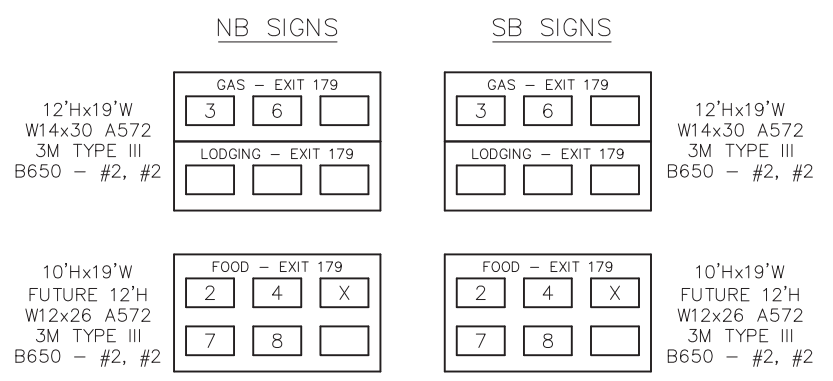 NB SIGNS
SB SIGNS
12'Hx19'W
W14x30 A572
3M TYPE III
B650 – #2, #2
GAS – EXIT 179
3 6
LODGING – EXIT 179
GAS – EXIT 179
3 6
LODGING – EXIT 179
12'Hx19'W
W14x30 A572
3M TYPE III
B650 – #2, #2
10'Hx19'W
FUTURE 12'H
W12x26 A572
3M TYPE III
B650 – #2, #2
FOOD – EXIT 179
2 4 X
7 8
FOOD – EXIT 179
2 4 X
7 8
10'Hx19'W
FUTURE 12'H
W12x26 A572
3M TYPE III
B650 – #2, #2